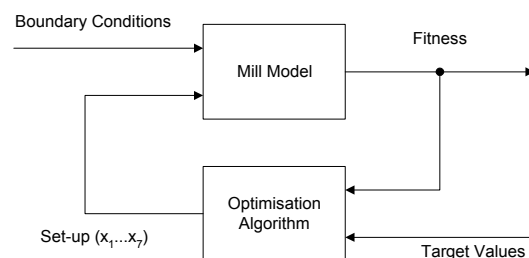 Boundary Conditions
Fitness
Mill Model
Optimisation
Algorithm
Set-up (x₁...x₇)
Target Values